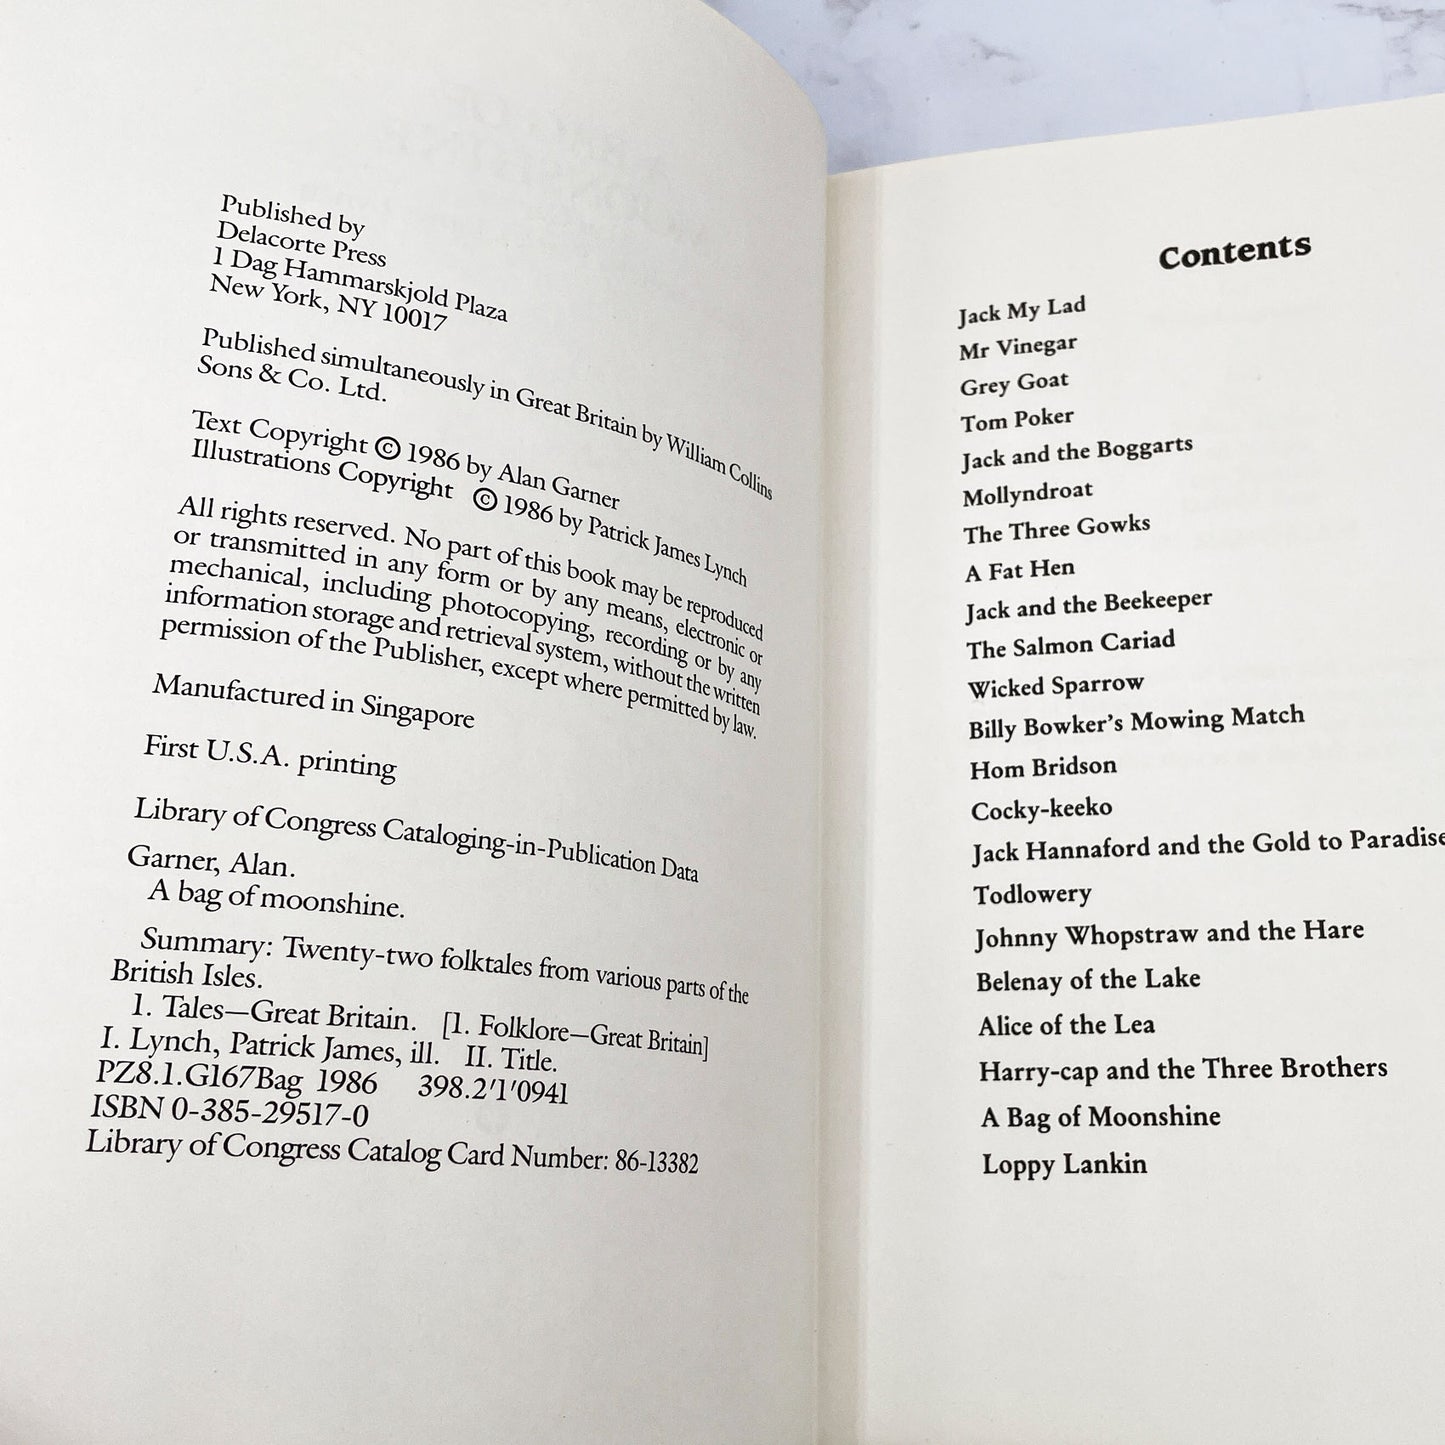 Published by
Delacorte Press
1 Dag Hammarskjold Plaza
New York, NY 10017
Published simultaneously in Great Britain by William Collins
Sons & Co. Ltd.
Text Copyright © 1986 by Alan Garner
Illustrations Copyright © 1986 by Patrick James Lynch
All rights reserved. No part of this book may be reproduced
or transmitted in any form or by any means, electronic or
mechanical, including photocopying, recording or by any
information storage and retrieval system, without the written
permission of the Publisher, except where permitted by law.
Manufactured in Singapore
First U.S.A. printing
Library of Congress Cataloging-in-Publication Data
Garner, Alan.
A bag of moonshine.
Summary: Twenty-two folktales from various parts of the
British Isles.
1. Tales—Great Britain. [1. Folklore—Great Britain]
I. Lynch, Patrick James, ill. II. Title.
PZ8.1.G167Bag 1986 398.2'1'0941
ISBN 0-385-29517-0
Library of Congress Catalog Card Number: 86-13382
Contents
Jack My Lad
Mr Vinegar
Grey Goat
Tom Poker
Jack and the Boggarts
Mollyndroat
The Three Gowks
A Fat Hen
Jack and the Beekeeper
The Salmon Cariad
Wicked Sparrow
Billy Bowker's Mowing Match
Hom Bridson
Cocky-keeko
Jack Hannaford and the Gold to Paradise
Todlowery
Johnny Whopstraw and the Hare
Belenay of the Lake
Alice of the Lea
Harry-cap and the Three Brothers
A Bag of Moonshine
Loppy Lankin